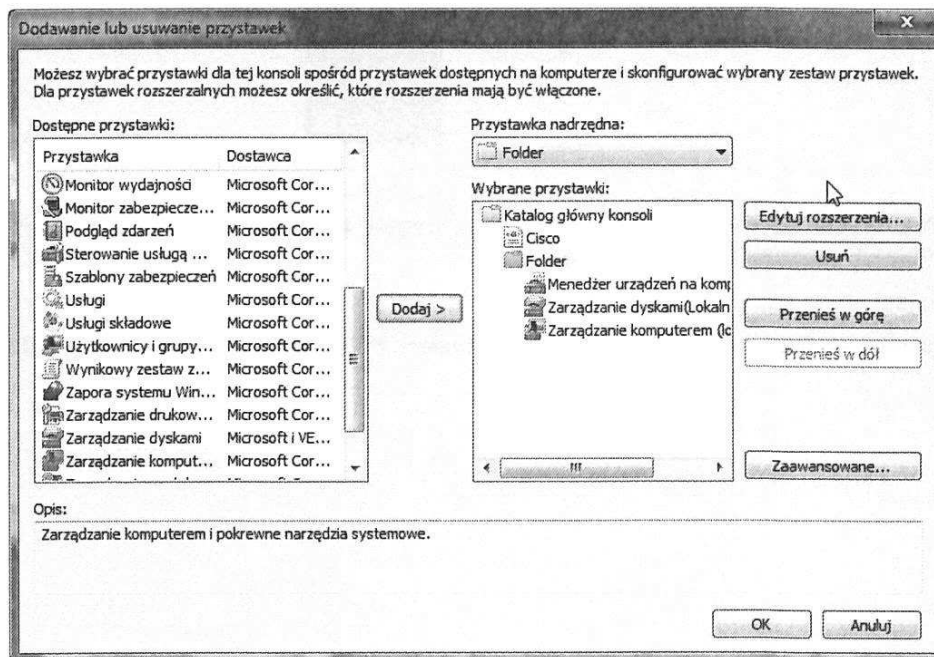 Dodawanie lub usuwanie przystawek
Możesz wybrać przystawki dla tej konsoli spośród przystawek dostępnych na komputerze i skonfigurować wybrany zestaw przystawek.
Dla przystawek rozszerzalnych możesz określić, które rozszerzenia mają być włączone.
Dostępne przystawki:
Przystawka Dostawca
Monitor wydajności Microsoft Cor...
Monitor zabezpiecze... Microsoft Cor...
Podgląd zdarzeń Microsoft Cor...
Sterowanie usługą ... Microsoft Cor...
Szablony zabezpieczeń Microsoft Cor...
Usługi Microsoft Cor...
Usługi składowe Microsoft Cor...
Użytkownicy i grupy... Microsoft Cor...
Wynikowy zestaw z... Microsoft Cor...
Zapora systemu Win... Microsoft Cor...
Zarządzanie drukow... Microsoft Cor...
Zarządzanie dyskami Microsoft i VE...
Zarządzanie komput... Microsoft Cor...
Dodaj >
Przystawka nadrzędna:
Folder
Wybrane przystawki:
Katalog główny konsoli
Cisco
Folder
Menedżer urządzeń na komp
Zarządzanie dyskami(Lokaln
Zarządzanie komputerem (lc
Edytuj rozszerzenia...
Usuń
Przenieś w górę
Przenieś w dół
Zaawansowane...
Opis:
Zarządzanie komputerem i pokrewne narzędzia systemowe.
OK
Anuluj